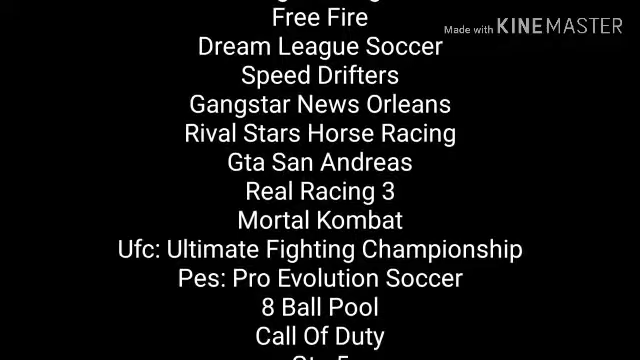 Free Fire
Made with KINEMASTER
Dream League Soccer
Speed Drifters
Gangstar News Orleans
Rival Stars Horse Racing
Gta San Andreas
Real Racing 3
Mortal Kombat
Ufc: Ultimate Fighting Championship
Pes: Pro Evolution Soccer
8 Ball Pool
Call Of Duty